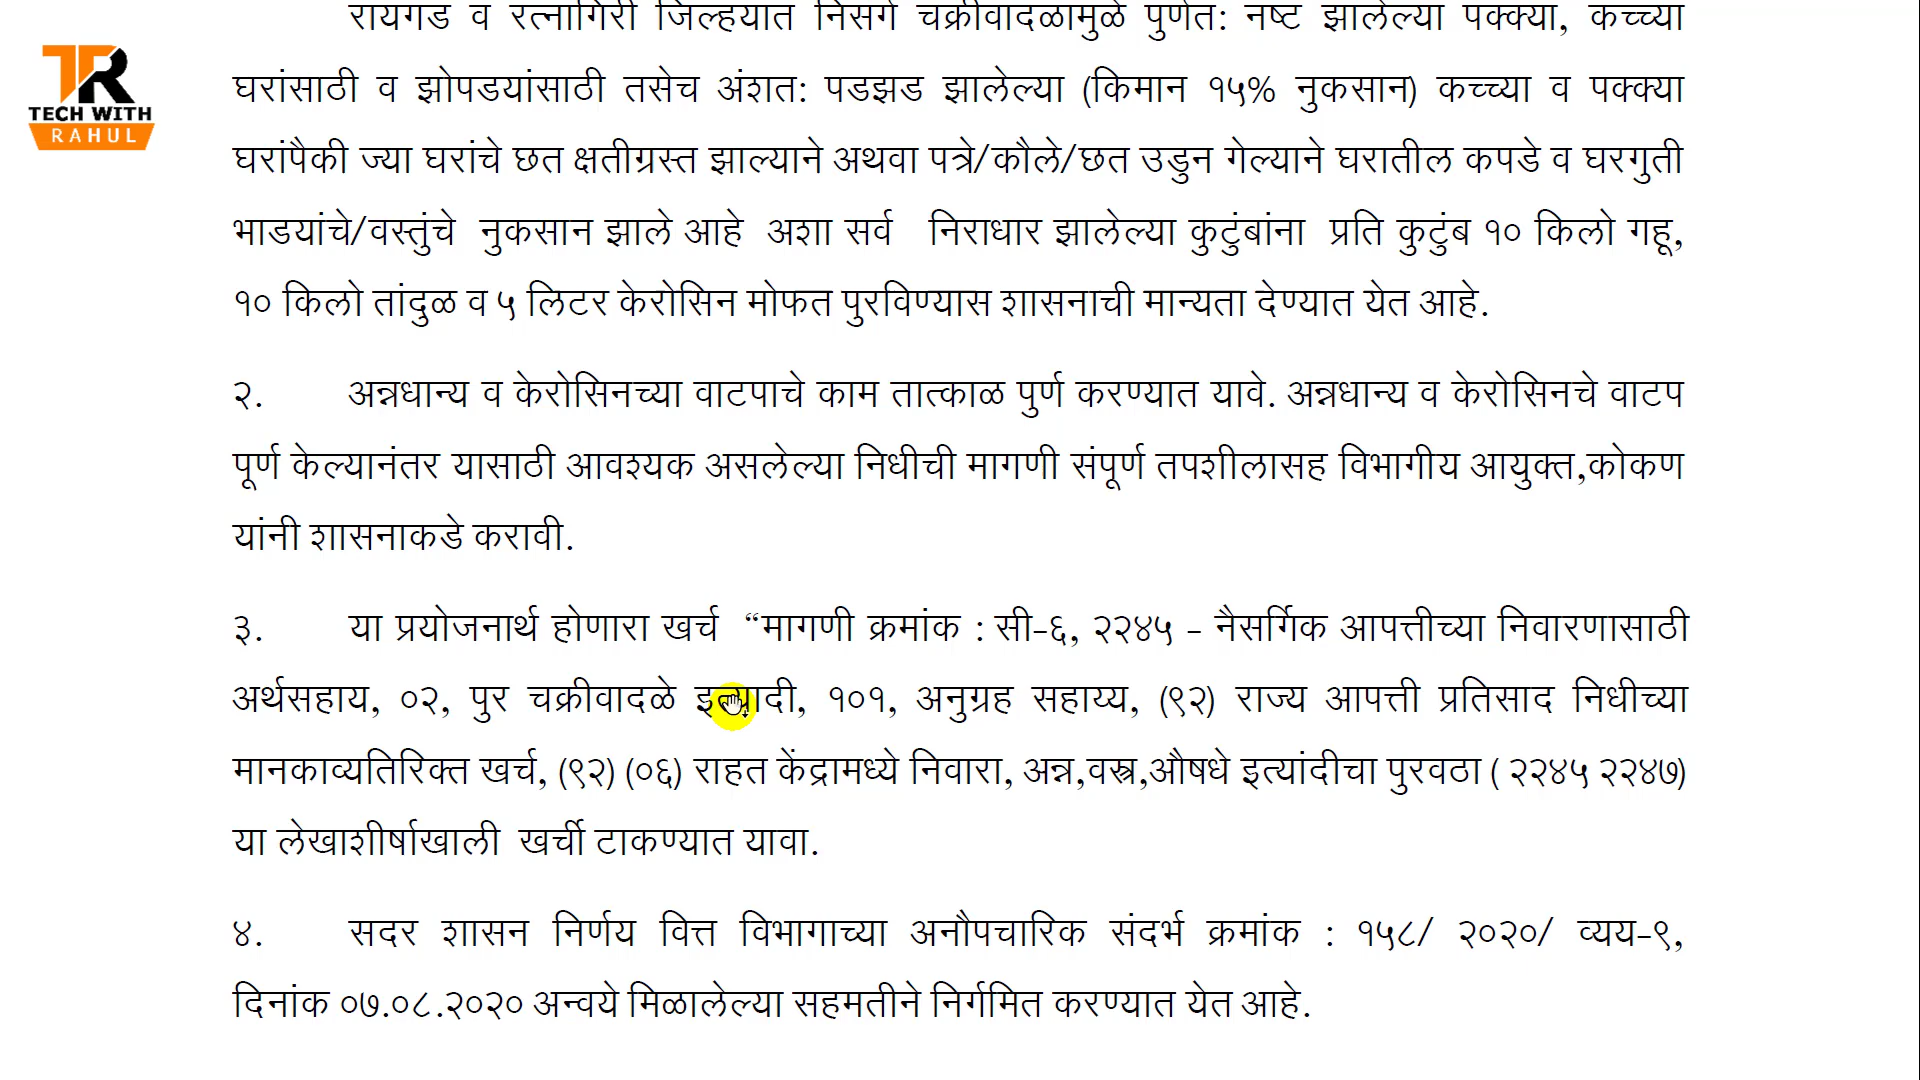 रायगड व रत्नागिरी जिल्हयात निसर्ग चक्रीवादळामुळे पुर्णत: नष्ट झालेल्या पक्क्या, कच्च्या
TR
TECH WITH
RAHUL
घरांसाठी व झोपडयांसाठी तसेच अंशत: पडझड झालेल्या (किमान १५% नुकसान) कच्च्या व पक्क्या
घरांपैकी ज्या घरांचे छत क्षतीग्रस्त झाल्याने अथवा पत्रे/कौले/छत उडुन गेल्याने घरातील कपडे व घरगुती
भाडयांचे/वस्तुंचे नुकसान झाले आहे अशा सर्व निराधार झालेल्या कुटुंबांना प्रति कुटुंब १० किलो गहू,
१० किलो तांदुळ व ५ लिटर केरोसिन मोफत पुरविण्यास शासनाची मान्यता देण्यात येत आहे.
२. अन्नधान्य व केरोसिनच्या वाटपाचे काम तात्काळ पुर्ण करण्यात यावे. अन्नधान्य व केरोसिनचे वाटप
पूर्ण केल्यानंतर यासाठी आवश्यक असलेल्या निधीची मागणी संपूर्ण तपशीलासह विभागीय आयुक्त,कोकण
यांनी शासनाकडे करावी.
३. या प्रयोजनार्थ होणारा खर्च “मागणी क्रमांक : सी-६, २२४५ - नैसर्गिक आपत्तीच्या निवारणासाठी
अर्थसहाय, ०२, पुर चक्रीवादळे इत्यादी, १०१, अनुग्रह सहाय्य, (९२) राज्य आपत्ती प्रतिसाद निधीच्या
मानकाव्यतिरिक्त खर्च, (९२) (०६) राहत केंद्रामध्ये निवारा, अन्न,वस्त्र,औषधे इत्यांदीचा पुरवठा ( २२४५ २२४७)
या लेखाशीर्षाखाली खर्ची टाकण्यात यावा.
४. सदर शासन निर्णय वित्त विभागाच्या अनौपचारिक संदर्भ क्रमांक : १५८/ २०२०/ व्यय-९,
दिनांक ०७.०८.२०२० अन्वये मिळालेल्या सहमतीने निर्गमित करण्यात येत आहे.